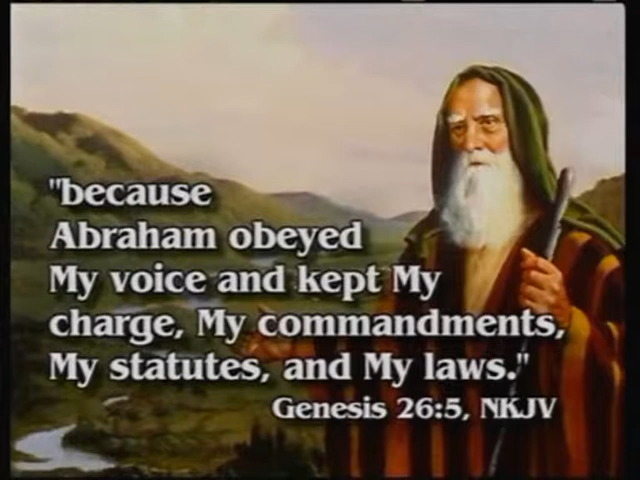 "because
Abraham obeyed
My voice and kept My
charge, My commandments,
My statutes, and My laws."
Genesis 26:5, NKJV